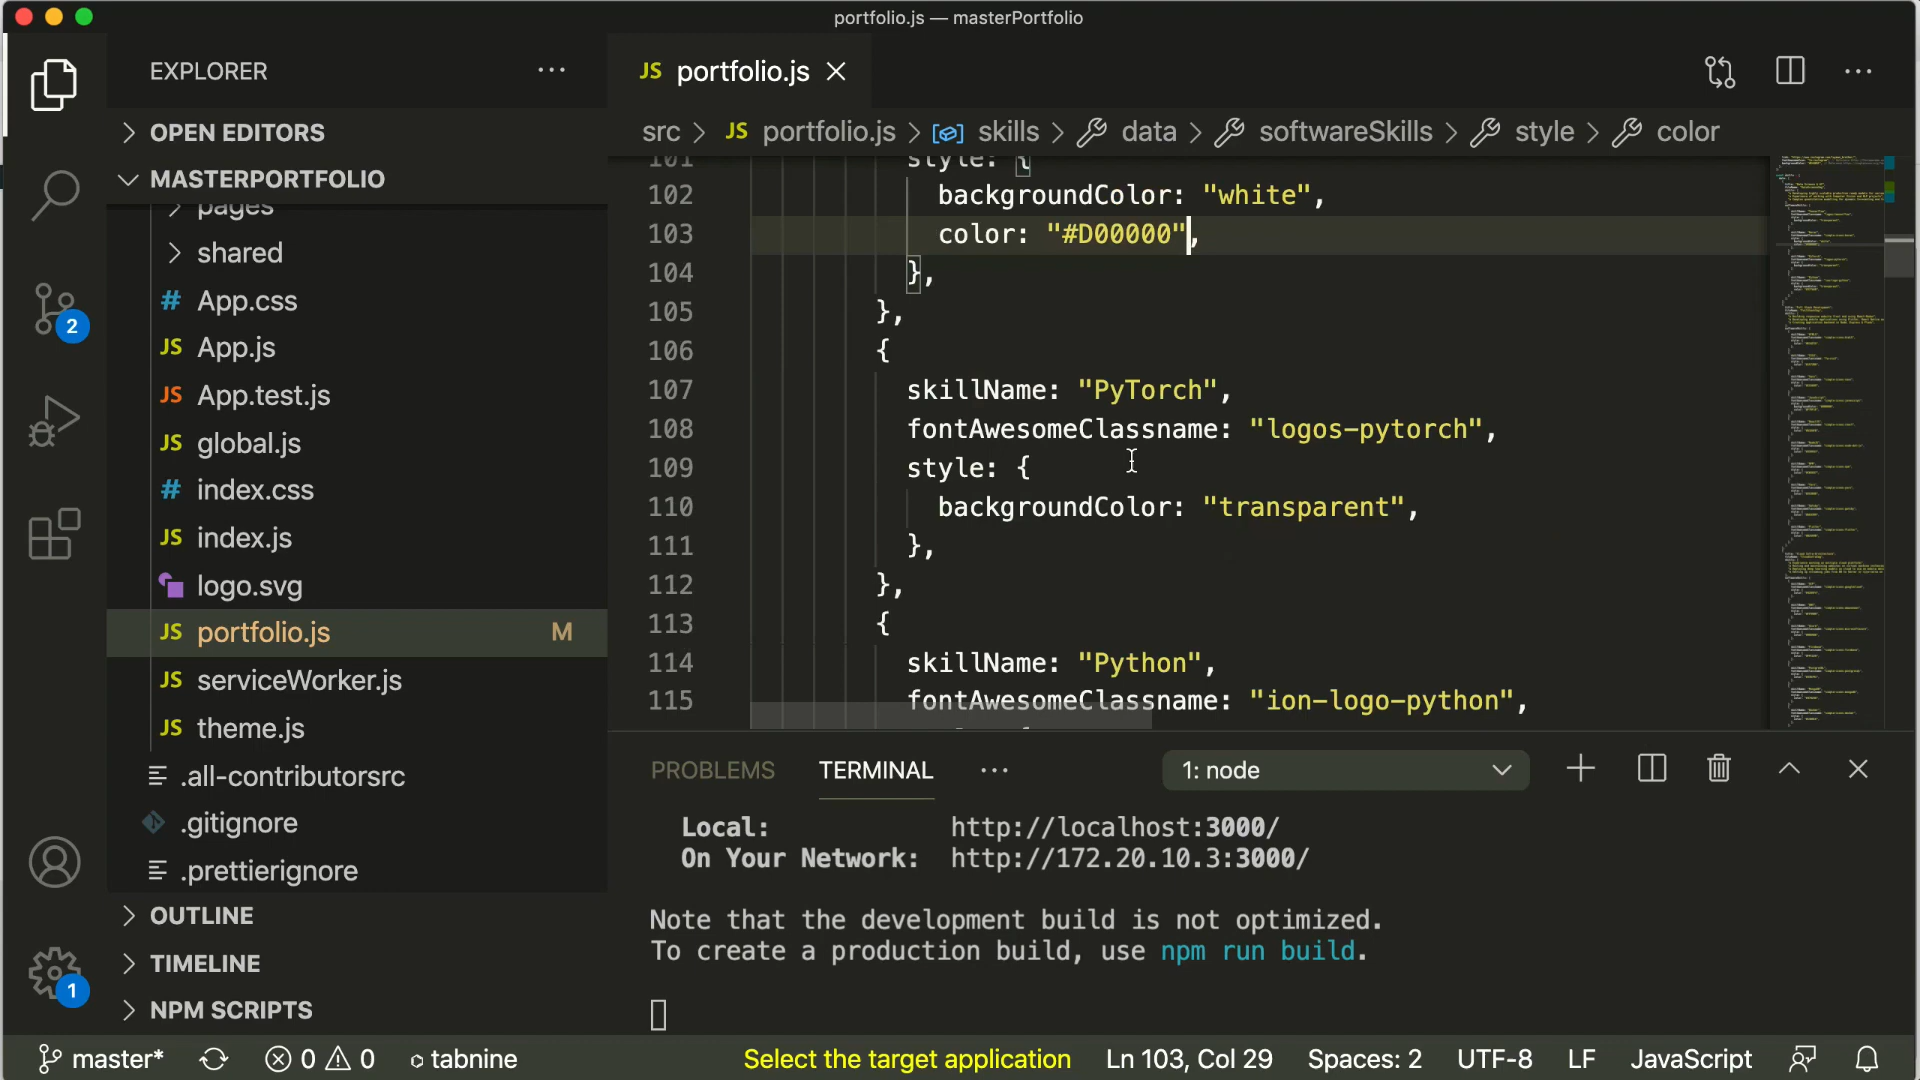 portfolio.js — masterPortfolio
EXPLORER
OPEN EDITORS
MASTERPORTFOLIO
pages
shared
# App.css
JS App.js
JS App.test.js
JS global.js
# index.css
JS index.js
logo.svg
JS portfolio.js M
JS serviceWorker.js
JS theme.js
.all-contributorsrc
.gitignore
.prettierignore
OUTLINE
TIMELINE
NPM SCRIPTS
2
1
JS portfolio.js
src > JS portfolio.js > skills > data > softwareSkills > style > color
101 style: {
102 backgroundColor: "white",
103 color: "#D00000",
104 },
105 },
106 {
107 skillName: "PyTorch",
108 fontAwesomeClassname: "logos-pytorch",
109 style: {
110 backgroundColor: "transparent",
111 },
112 },
113 {
114 skillName: "Python",
115 fontAwesomeClassname: "ion-logo-python",
PROBLEMS TERMINAL 1: node
Local: http://localhost:3000/
On Your Network: http://172.20.10.3:3000/
Note that the development build is not optimized.
To create a production build, use npm run build.
master* 0 0 tabnine Select the target application Ln 103, Col 29 Spaces: 2 UTF-8 LF JavaScript